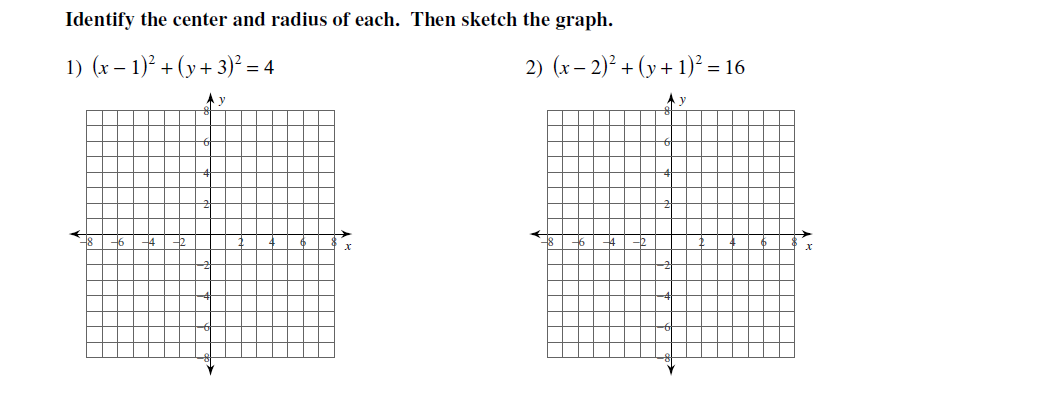 Identify the center and radius of each.  Then sketch the graph.
1) (x – 1)² + (y + 3)² = 4
2) (x – 2)² + (y + 1)² = 16
y
8
6
4
2
–8 –6 –4 –2 2 4 6 8 x
–2
–4
–6
–8
y
8
6
4
2
–8 –6 –4 –2 2 4 6 8 x
–2
–4
–6
–8